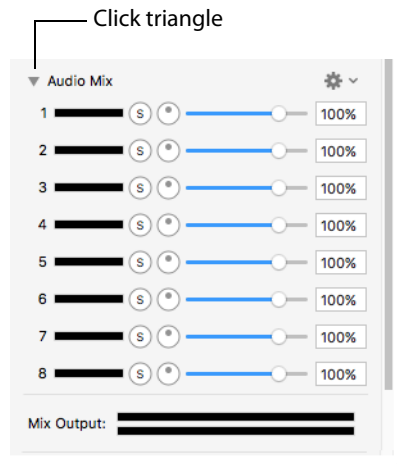 Click triangle
Audio Mix
1 S 100%
2 S 100%
3 S 100%
4 S 100%
5 S 100%
6 S 100%
7 S 100%
8 S 100%
Mix Output: